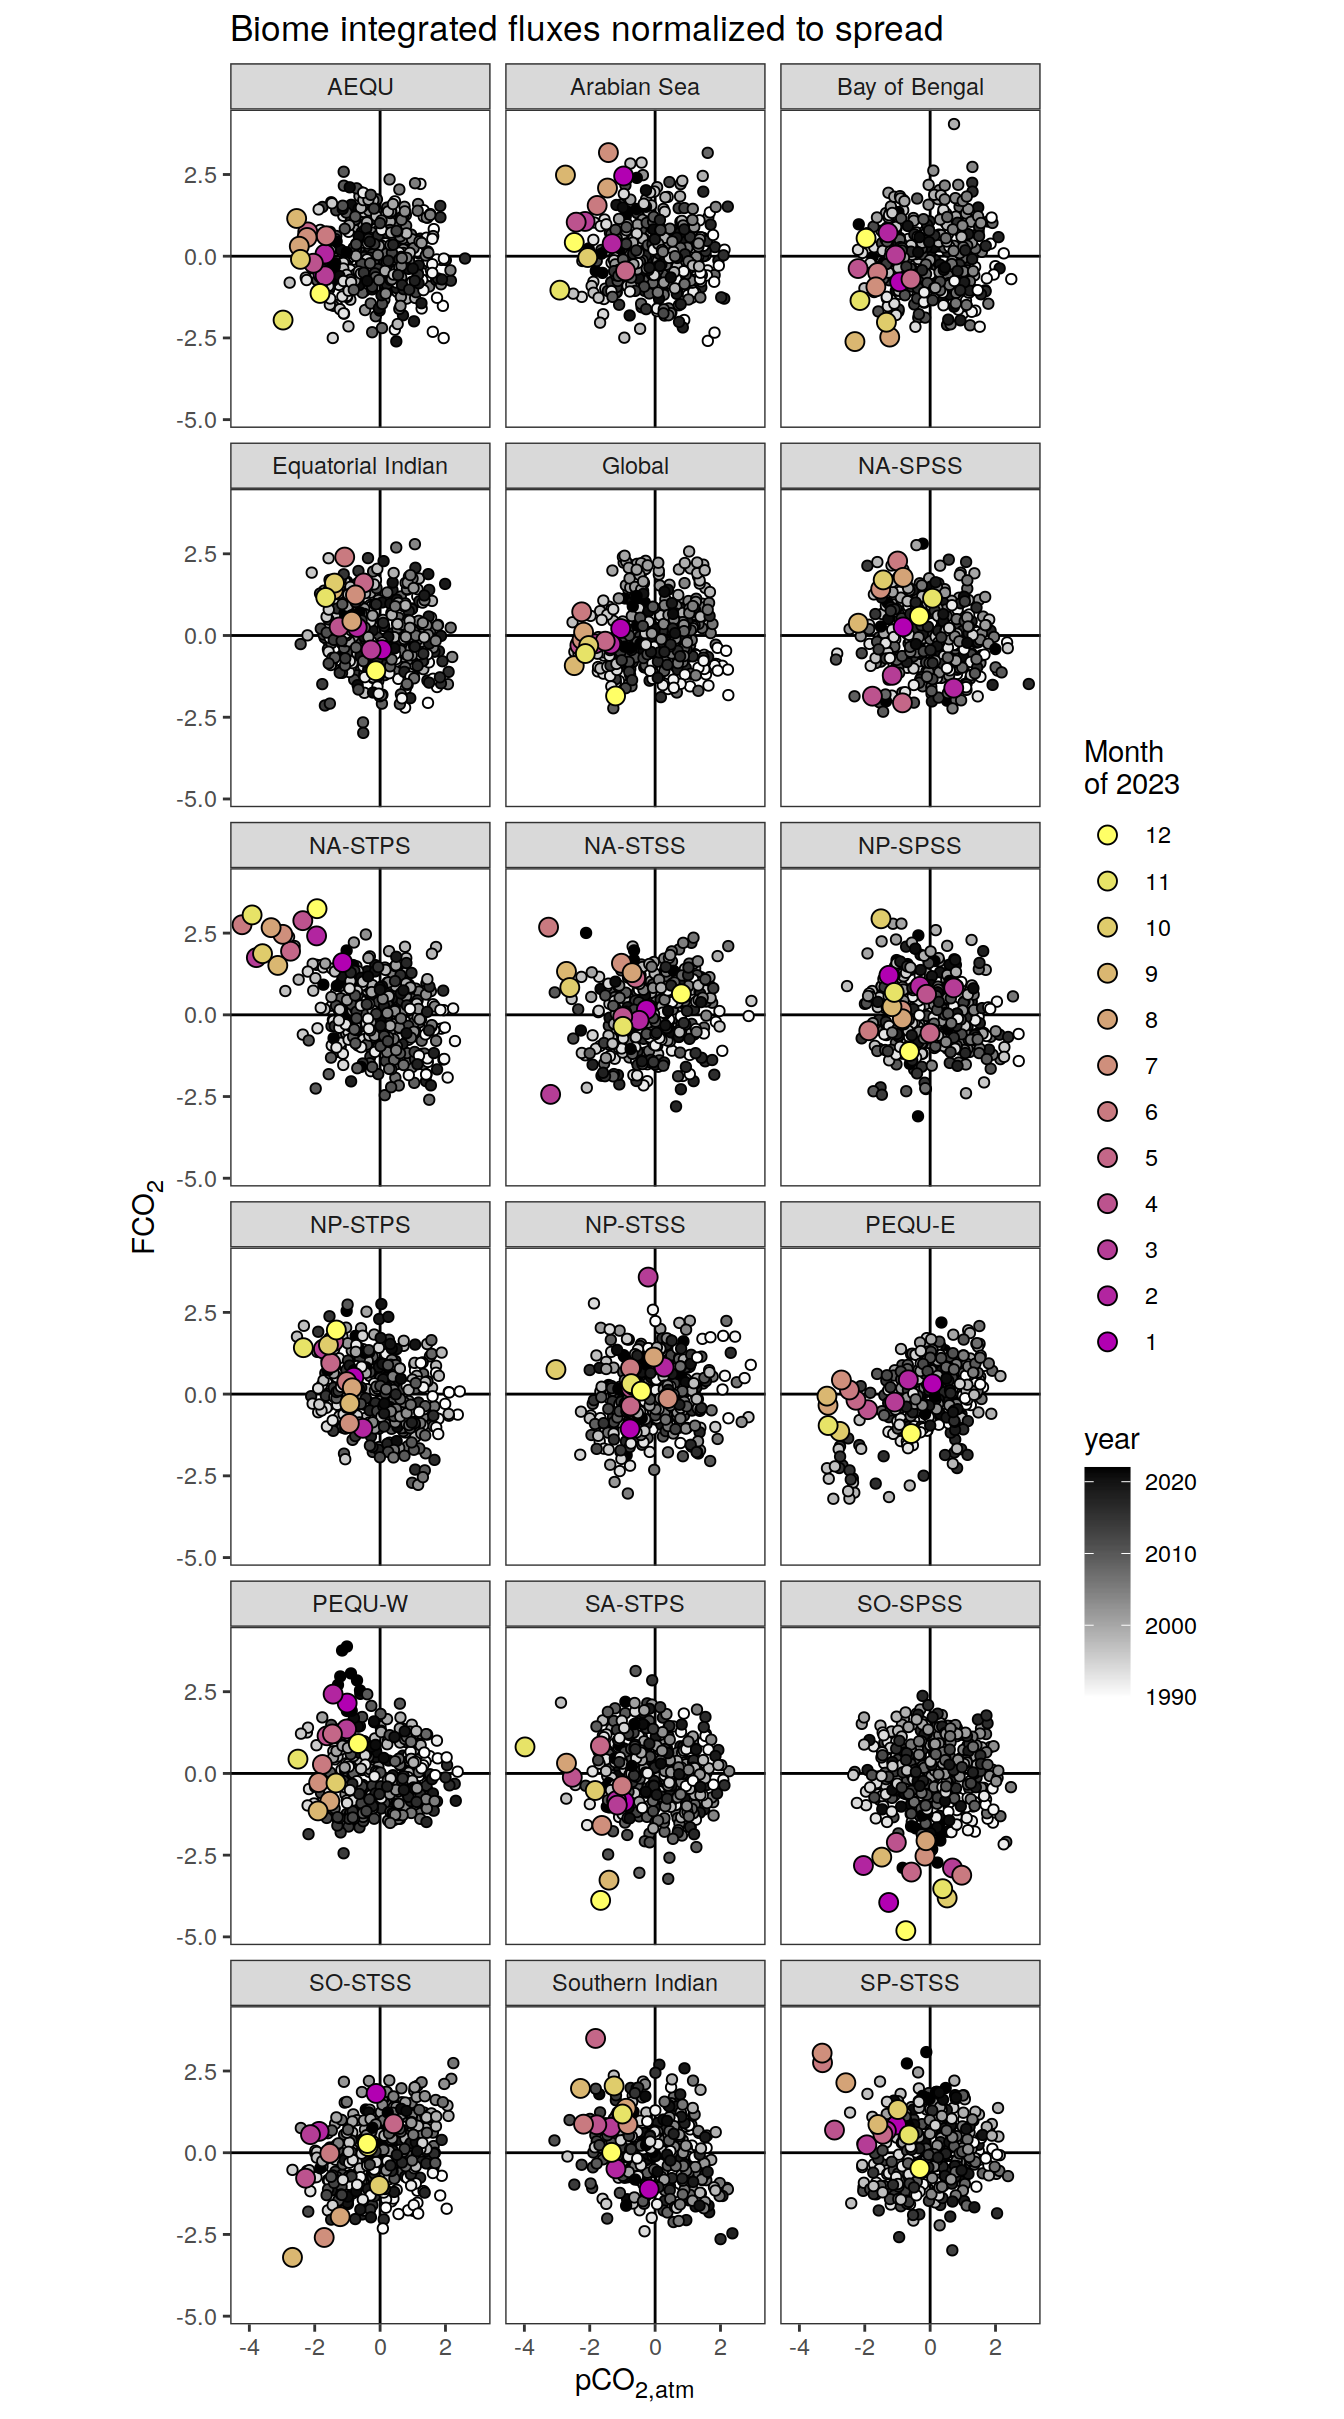 Biome integrated fluxes normalized to spread
AEQU
Arabian Sea
Bay of Bengal
2.5
0.0
-2.5
-5.0
Equatorial Indian
Global
NA-SPSS
2.5
0.0
-2.5
-5.0
NA-STPS
NA-STSS
NP-SPSS
2.5
0.0
-2.5
-5.0
NP-STPS
NP-STSS
PEQU-E
2.5
0.0
-2.5
-5.0
PEQU-W
SA-STPS
SO-SPSS
2.5
0.0
-2.5
-5.0
SO-STSS
Southern Indian
SP-STSS
2.5
0.0
-2.5
-5.0
-4 -2 0 2
-4 -2 0 2
-4 -2 0 2
pCO2,atm
FCO2
Month
of 2023
12
11
10
9
8
7
6
5
4
3
2
1
year
2020
2010
2000
1990